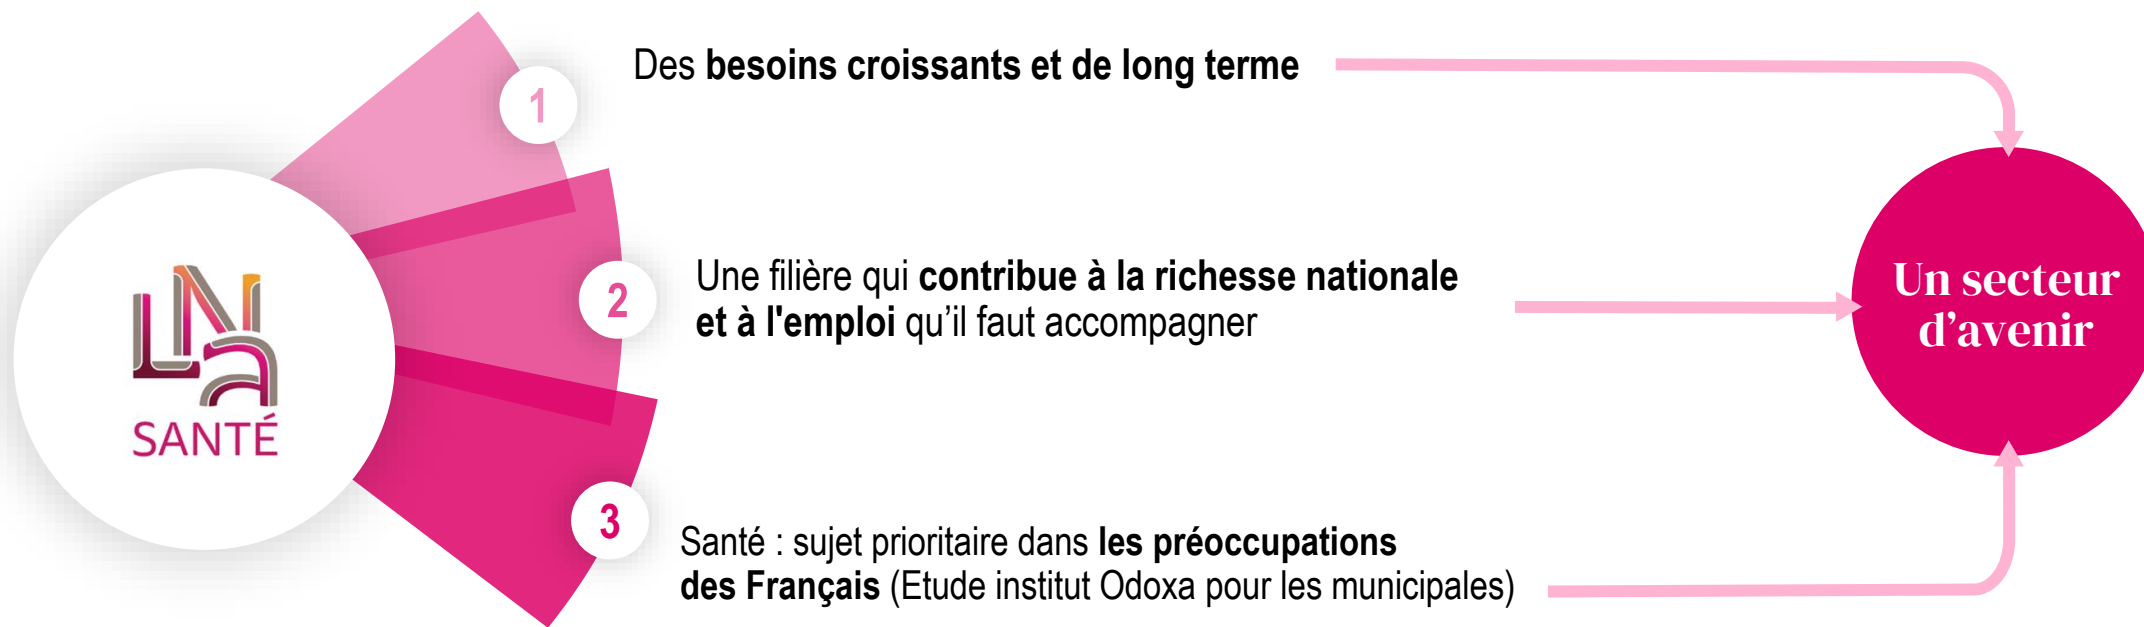 LNa
SANTÉ
1
Des besoins croissants et de long terme
2
Une filière qui contribue à la richesse nationale
et à l'emploi qu’il faut accompagner
3
Santé : sujet prioritaire dans les préoccupations
des Français (Etude institut Odoxa pour les municipales)
Un secteur
d’avenir